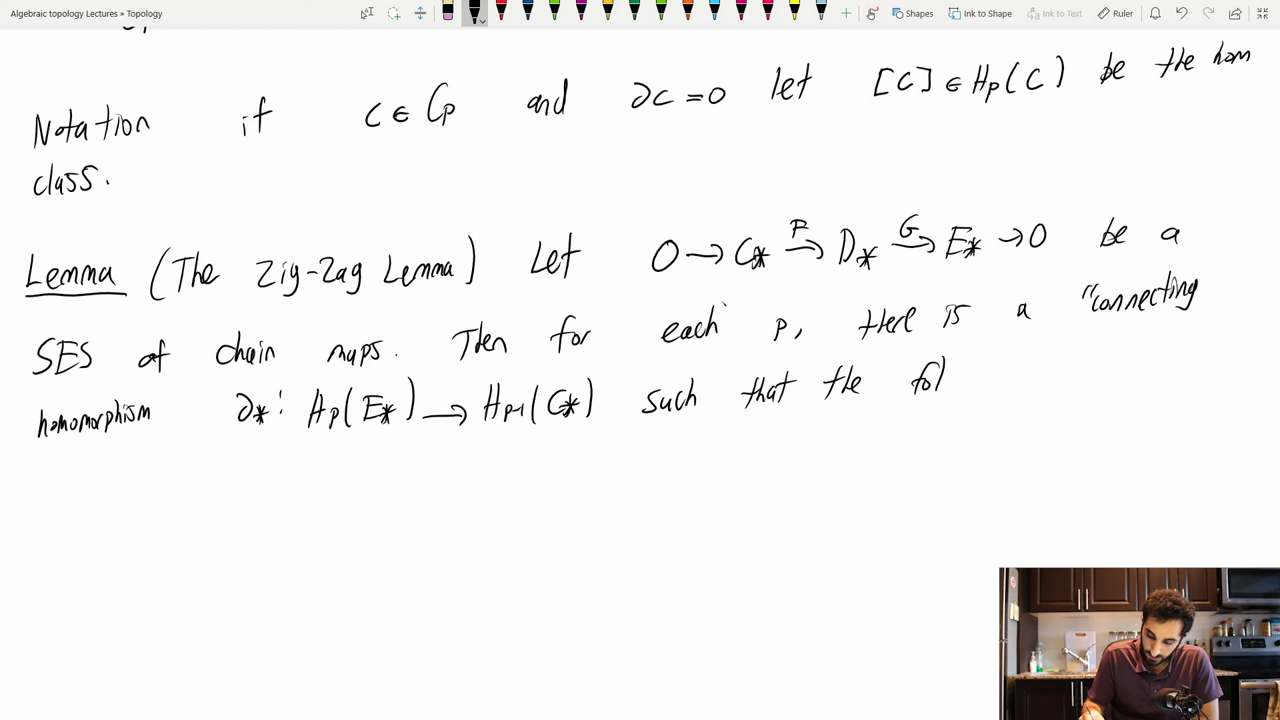 Algebraic topology Lectures » Topology
Shapes
Ink to Shape
Ink to Text
Ruler
Notation if c ∈ Cp and ∂c = 0 let [C] ∈ Hp(C) be the hom
class.
Lemma (The Zig-Zag Lemma) Let 0 → C* →F D* →G E* → 0 be a
SES of chain maps. Then for each p, there is a "connecting
homomorphism ∂*: Hp(E*) → Hp-1(C*) such that the fol